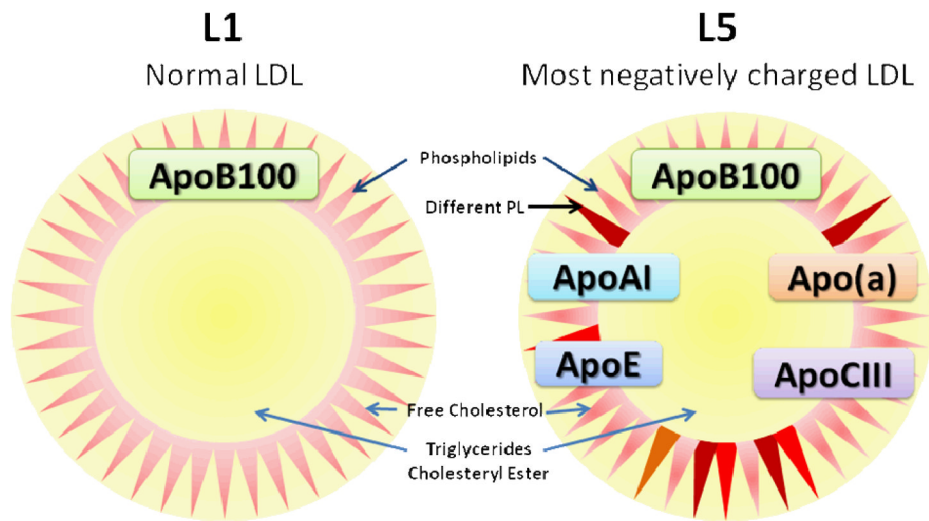 L1
L5
Normal LDL
Most negatively charged LDL
ApoB100
Phospholipids
ApoB100
Different PL
ApoAI
Apo(a)
ApoE
ApoCIII
Free Cholesterol
Triglycerides
Cholesteryl Ester